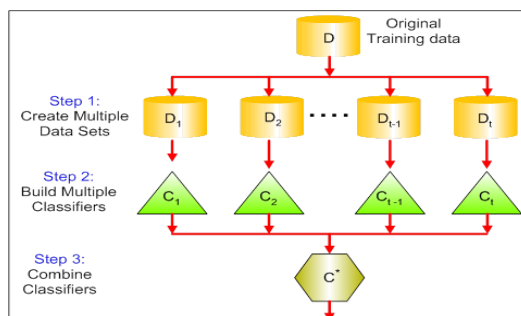 Original
Training data
D
Step 1:
Create Multiple
Data Sets
D₁
D₂
....
Dₜ₋₁
Dₜ
Step 2:
Build Multiple
Classifiers
C₁
C₂
Cₜ₋₁
Cₜ
Step 3:
Combine
Classifiers
C*